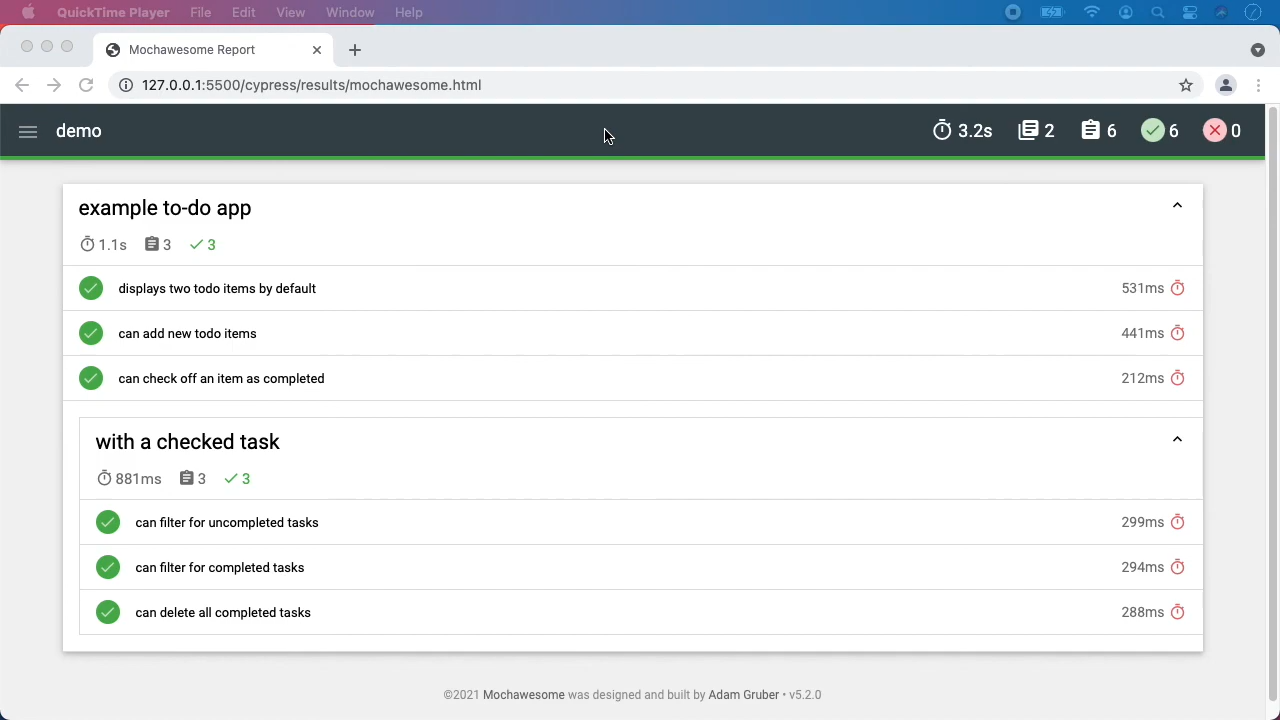 QuickTime Player File Edit View Window Help
Mochawesome Report
127.0.0.1:5500/cypress/results/mochawesome.html
demo 3.2s 2 6 6 0
example to-do app
1.1s 3 3
displays two todo items by default 531ms
can add new todo items 441ms
can check off an item as completed 212ms
with a checked task
881ms 3 3
can filter for uncompleted tasks 299ms
can filter for completed tasks 294ms
can delete all completed tasks 288ms
©2021 Mochawesome was designed and built by Adam Gruber • v5.2.0